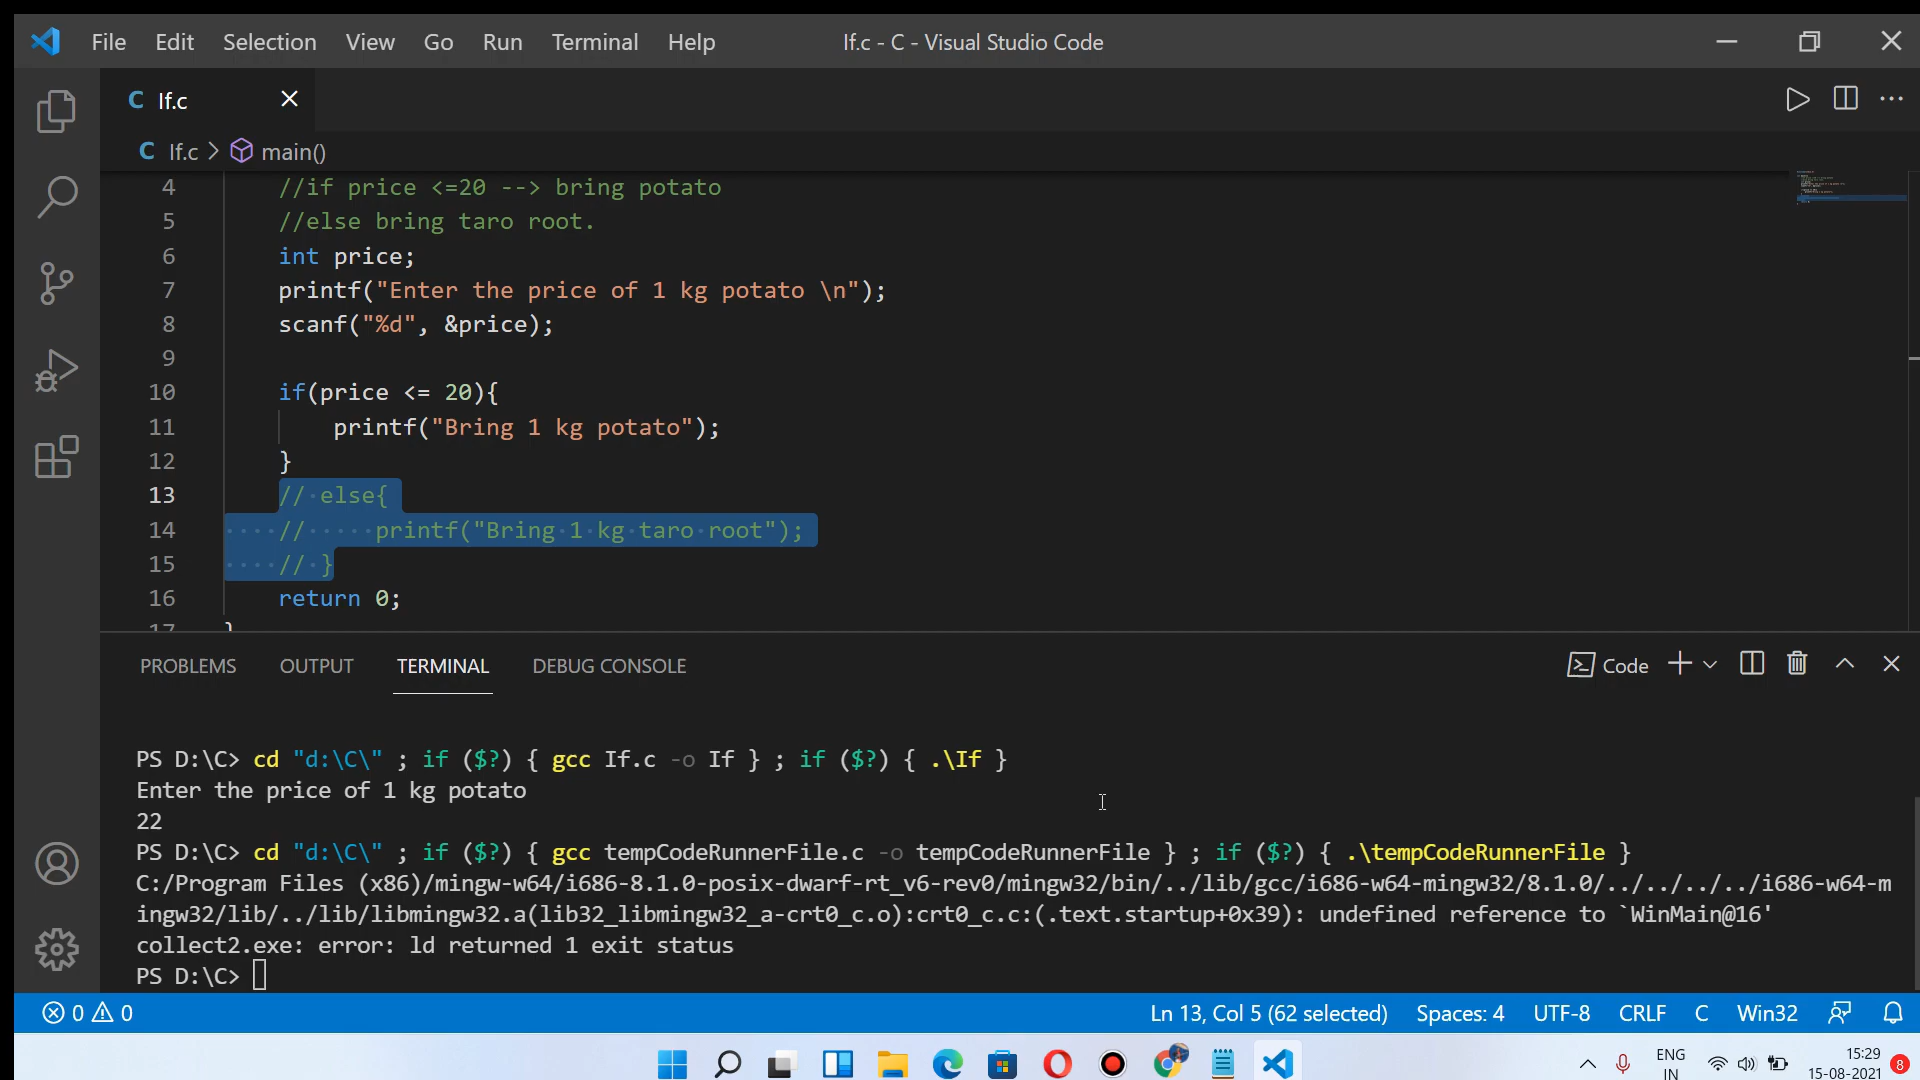 File Edit Selection View Go Run Terminal Help If.c - C - Visual Studio Code
C If.c
C If.c > main()
4 //if price <=20 --> bring potato
5 //else bring taro root.
6 int price;
7 printf("Enter the price of 1 kg potato \n");
8 scanf("%d", &price);
9
10 if(price <= 20){
11 printf("Bring 1 kg potato");
12 }
13 // else{
14 // printf("Bring 1 kg taro root");
15 // }
16 return 0;
17 }
PROBLEMS OUTPUT TERMINAL DEBUG CONSOLE Code
PS D:\C> cd "d:\C\" ; if ($?) { gcc If.c -o If } ; if ($?) { .\If }
Enter the price of 1 kg potato
22
PS D:\C> cd "d:\C\" ; if ($?) { gcc tempCodeRunnerFile.c -o tempCodeRunnerFile } ; if ($?) { .\tempCodeRunnerFile }
C:/Program Files (x86)/mingw-w64/i686-8.1.0-posix-dwarf-rt_v6-rev0/mingw32/bin/../lib/gcc/i686-w64-mingw32/8.1.0/../../../../i686-w64-m
ingw32/lib/../lib/libmingw32.a(lib32_libmingw32_a-crt0_c.o):crt0_c.c:(.text.startup+0x39): undefined reference to `WinMain@16'
collect2.exe: error: ld returned 1 exit status
PS D:\C>
0 0 Ln 13, Col 5 (62 selected) Spaces: 4 UTF-8 CRLF C Win32
ENG 15:29 8
IN 15-08-2021